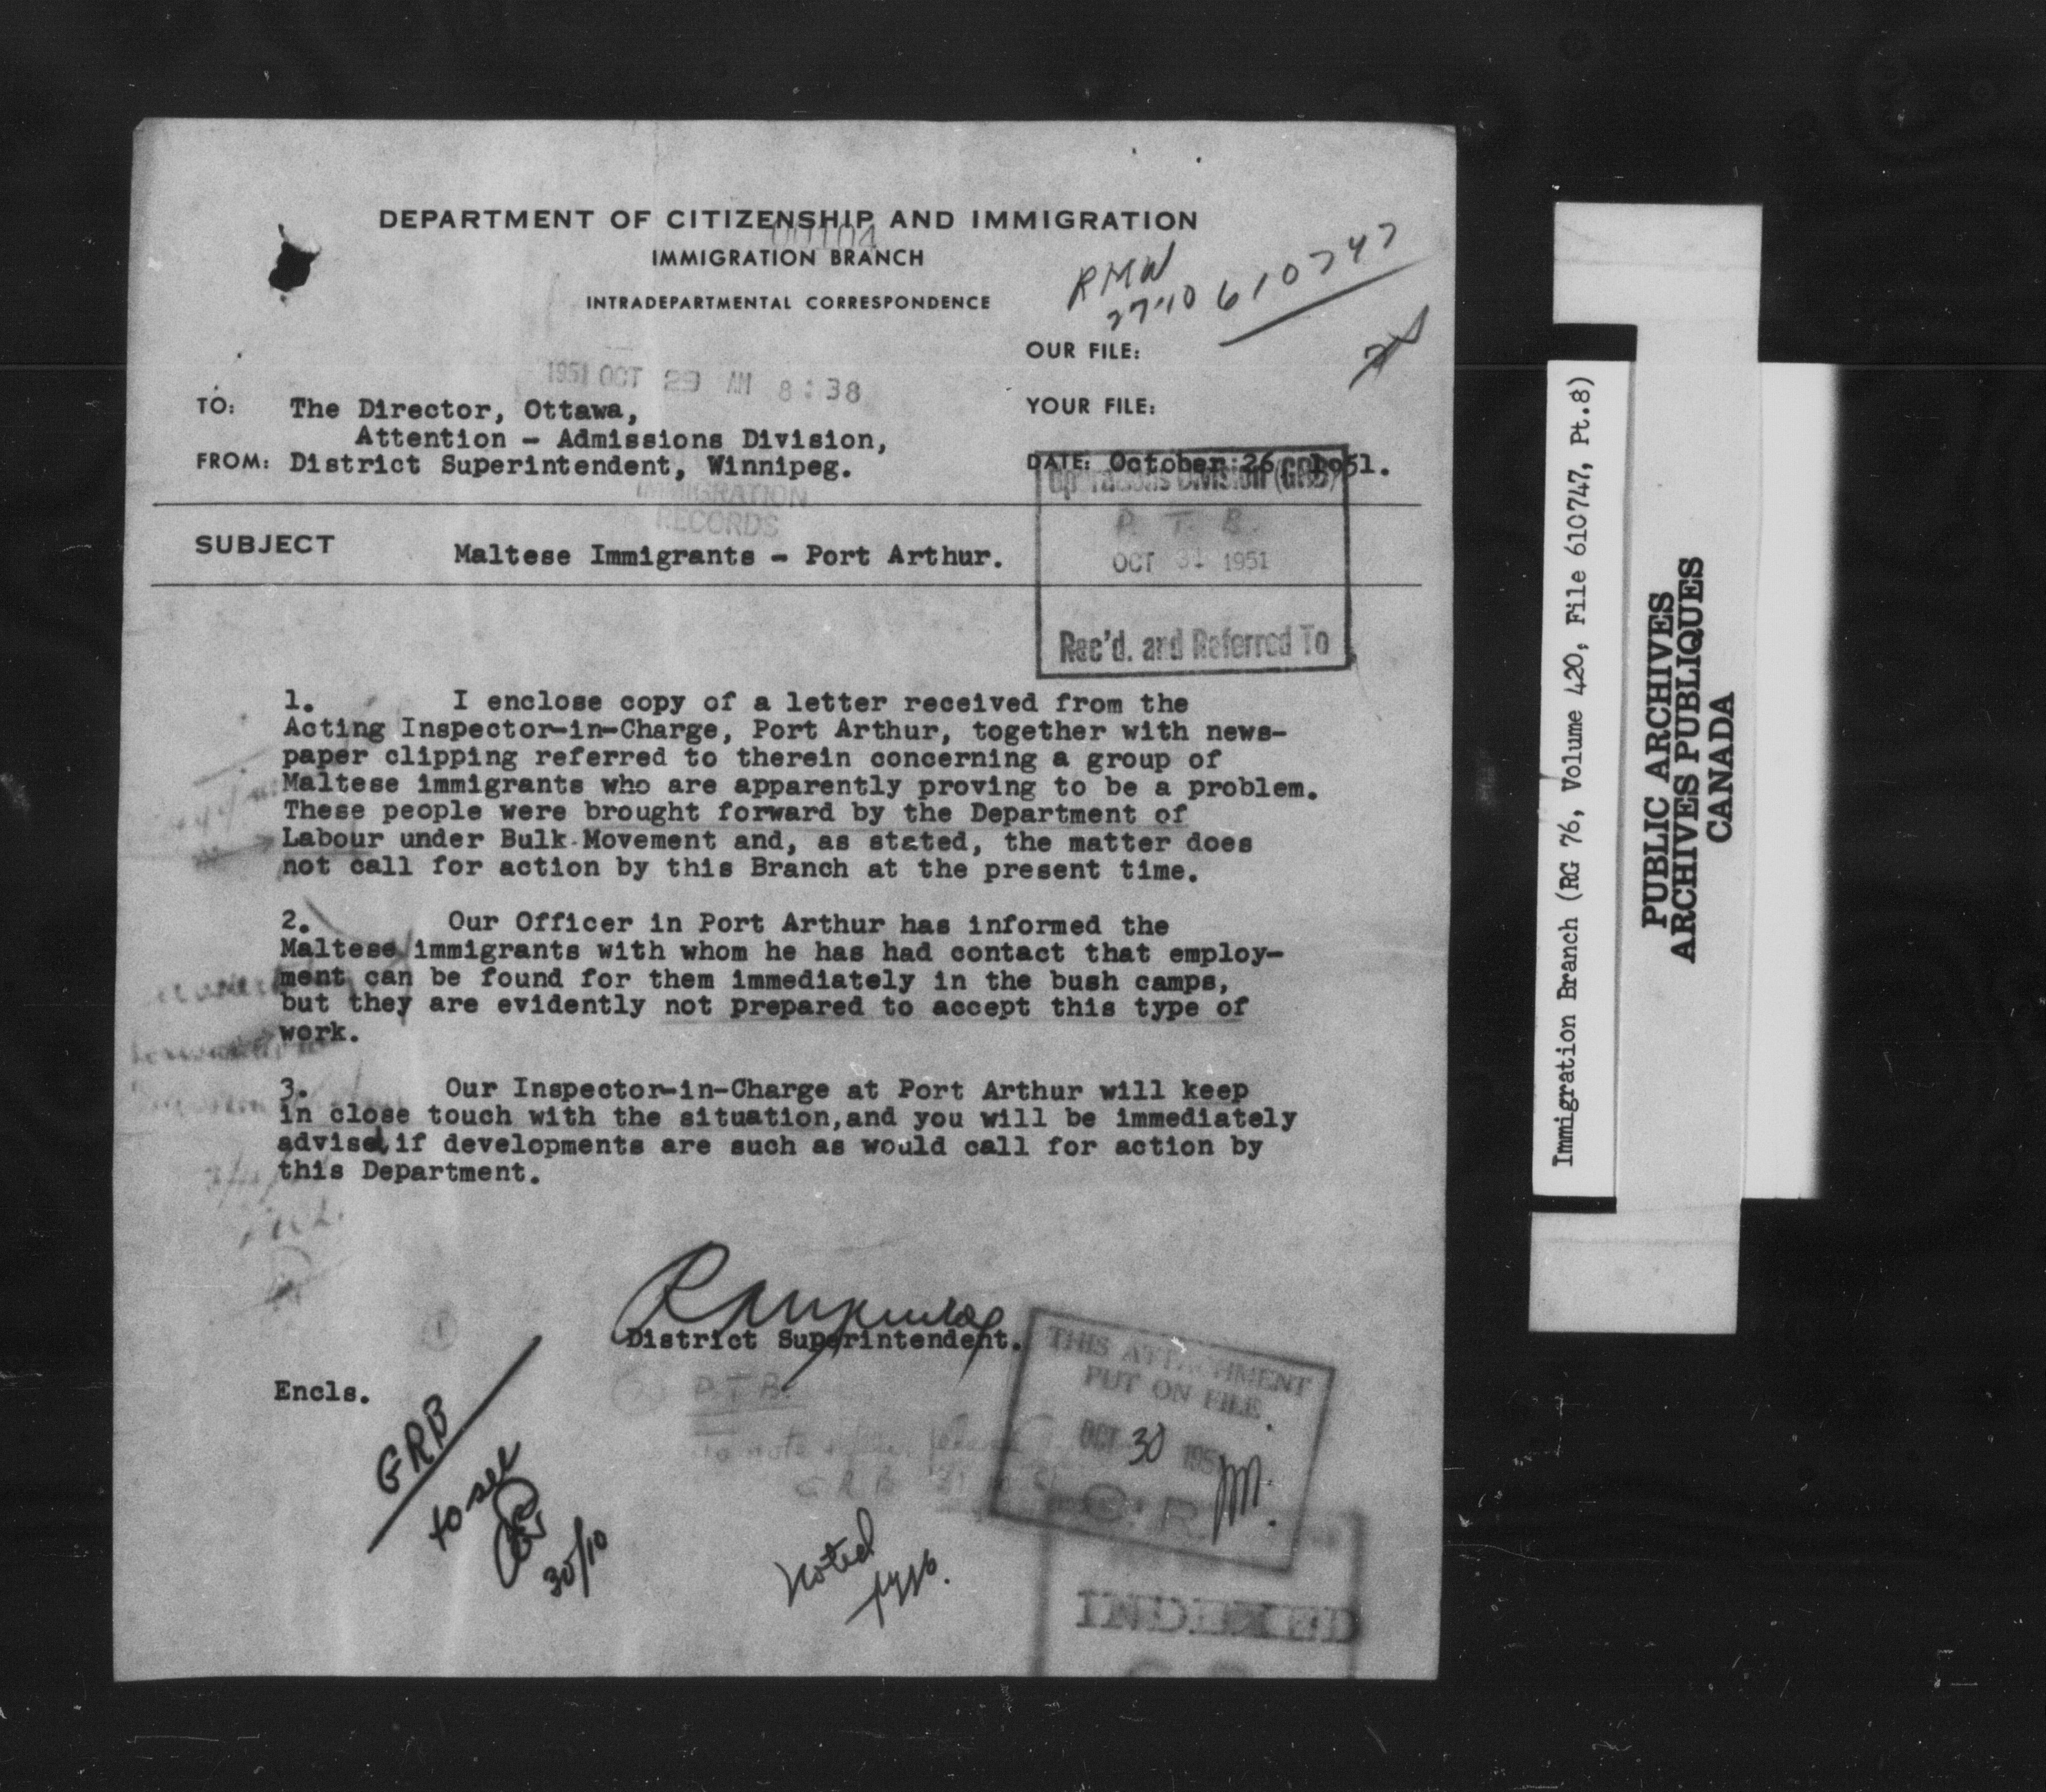 DEPARTMENT OF CITIZENSHIP AND IMMIGRATION
00104
IMMIGRATION BRANCH
INTRADEPARTMENTAL CORRESPONDENCE
RMW
610747
OUR FILE:
1951 OCT 29 AM 8:38
TO: The Director, Ottawa,
YOUR FILE:
Attention - Admissions Division,
FROM: District Superintendent, Winnipeg.
DATE: October 26, 1951.
IMMIGRATION
RECORDS
Operations Division (GRB)
P. T. B.
OCT 31 1951
Rec'd. and Referred To
SUBJECT
Maltese Immigrants - Port Arthur.
1. I enclose copy of a letter received from the
Acting Inspector-in-Charge, Port Arthur, together with news-
paper clipping referred to therein concerning a group of
Maltese immigrants who are apparently proving to be a problem.
These people were brought forward by the Department of
Labour under Bulk Movement and, as stated, the matter does
not call for action by this Branch at the present time.
2. Our Officer in Port Arthur has informed the
Maltese immigrants with whom he has had contact that employ-
ment can be found for them immediately in the bush camps,
but they are evidently not prepared to accept this type of
work.
3. Our Inspector-in-Charge at Port Arthur will keep
in close touch with the situation,and you will be immediately
advised,if developments are such as would call for action by
this Department.
District Superintendent.
Encls.
GRB
to see
30/10
P.T.B.
GRB
Noted
THIS ATTACHMENT
PUT ON FILE
OCT 30 1951
C.R.
INDEXED
Immigration Branch (RG 76, Volume 420, File 610747, Pt.8)
PUBLIC ARCHIVES
ARCHIVES PUBLIQUES
CANADA